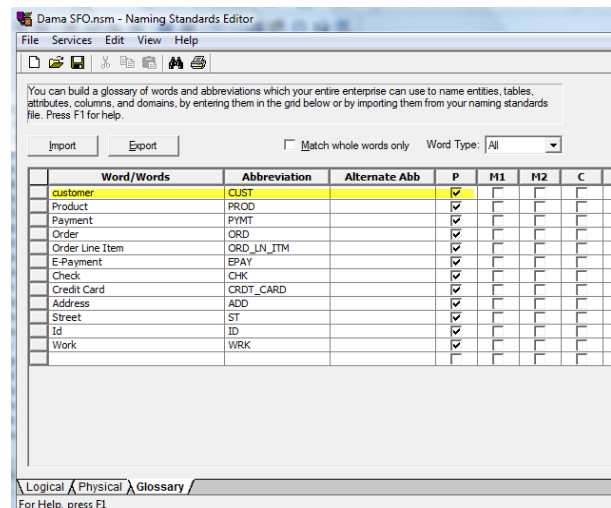 Dama SFO.nsm - Naming Standards Editor
File Services Edit View Help
You can build a glossary of words and abbreviations which your entire enterprise can use to name entities, tables,
attributes, columns, and domains, by entering them in the grid below or by importing them from your naming standards
file. Press F1 for help.
Import Export Match whole words only Word Type: All
Word/Words Abbreviation Alternate Abb P M1 M2 C
customer CUST
Product PROD
Payment PYMT
Order ORD
Order Line Item ORD_LN_ITM
E-Payment EPAY
Check CHK
Credit Card CRDT_CARD
Address ADD
Street ST
Id ID
Work WRK
Logical Physical Glossary
For Help, press F1